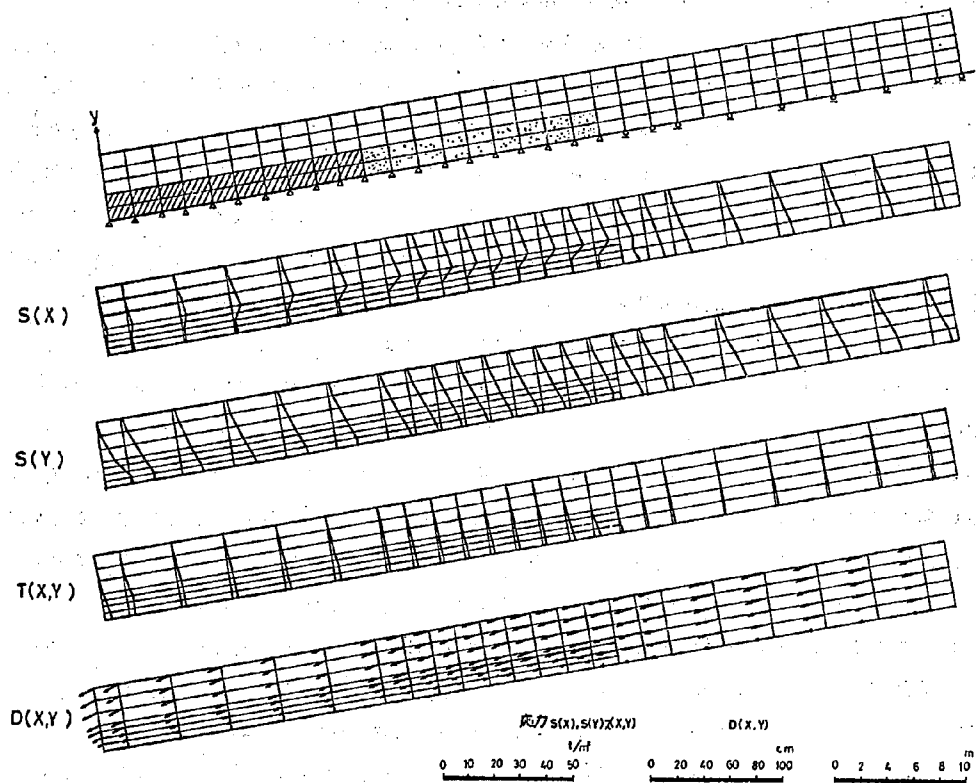 y
S(X)
S(Y)
T(X,Y)
D(X,Y)
応力 S(X),S(Y),T(X,Y) D(X,Y)
t/m² cm m
0 10 20 30 40 50 0 20 40 60 80 100 0 2 4 6 8 10